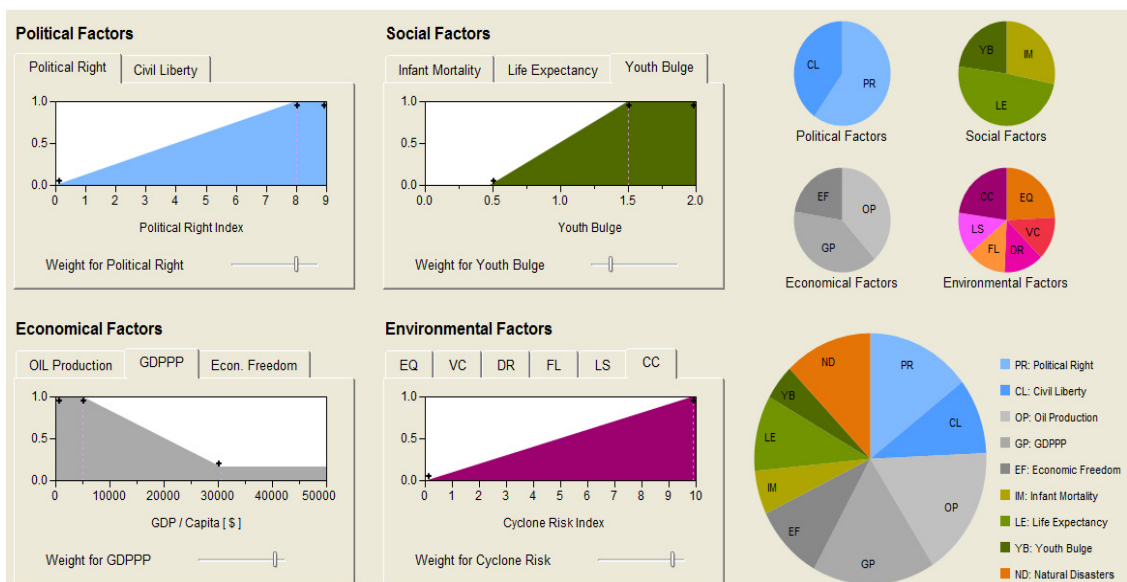 Political Factors
Political Right
Civil Liberty
1.0
0.5
0.0
0 1 2 3 4 5 6 7 8 9
Political Right Index
Weight for Political Right
Social Factors
Infant Mortality
Life Expectancy
Youth Bulge
1.0
0.5
0.0
0.0 0.5 1.0 1.5 2.0
Youth Bulge
Weight for Youth Bulge
CL
PR
Political Factors
YB
IM
LE
Social Factors
EF
OP
GP
Economical Factors
CC
EQ
LS
VC
FL
DR
Environmental Factors
Economical Factors
OIL Production
GDPPP
Econ. Freedom
1.0
0.5
0.0
0 10000 20000 30000 40000 50000
GDP / Capita [ $ ]
Weight for GDPPP
Environmental Factors
EQ
VC
DR
FL
LS
CC
1.0
0.5
0.0
0 1 2 3 4 5 6 7 8 9 10
Cyclone Risk Index
Weight for Cyclone Risk
ND
PR
YB
CL
LE
IM
OP
EF
GP
PR: Political Right
CL: Civil Liberty
OP: Oil Production
GP: GDPPP
EF: Economic Freedom
IM: Infant Mortality
LE: Life Expectancy
YB: Youth Bulge
ND: Natural Disasters